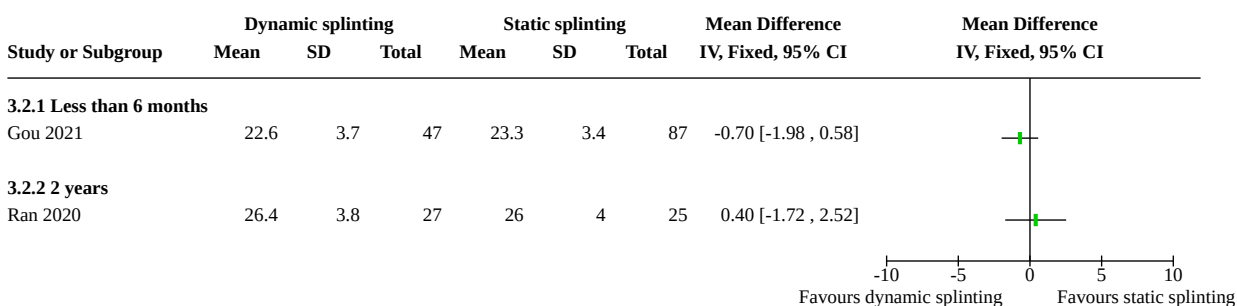 Dynamic splinting Static splinting Mean Difference Mean Difference
Study or Subgroup Mean SD Total Mean SD Total IV, Fixed, 95% CI IV, Fixed, 95% CI
3.2.1 Less than 6 months
Gou 2021 22.6 3.7 47 23.3 3.4 87 -0.70 [-1.98 , 0.58]
3.2.2 2 years
Ran 2020 26.4 3.8 27 26 4 25 0.40 [-1.72 , 2.52]
-10 -5 0 5 10
Favours dynamic splinting Favours static splinting